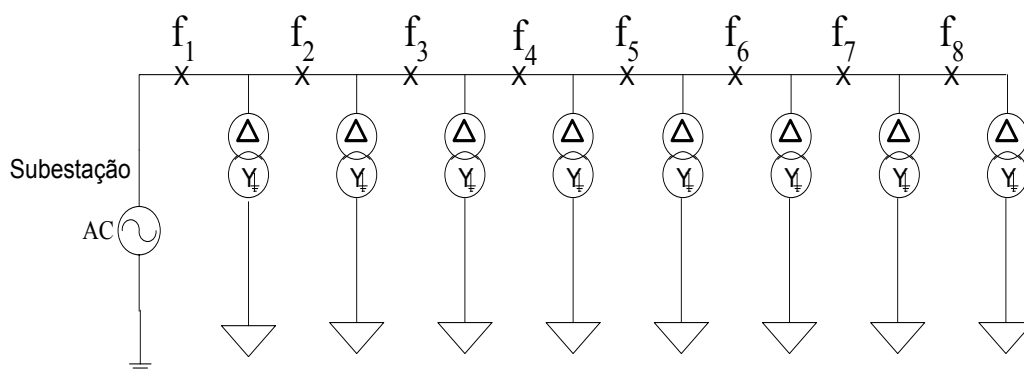 f1 f2 f3 f4 f5 f6 f7 f8
X X X X X X X X
Δ Δ Δ Δ Δ Δ Δ Δ
Y Y Y Y Y Y Y Y
Subestação
AC